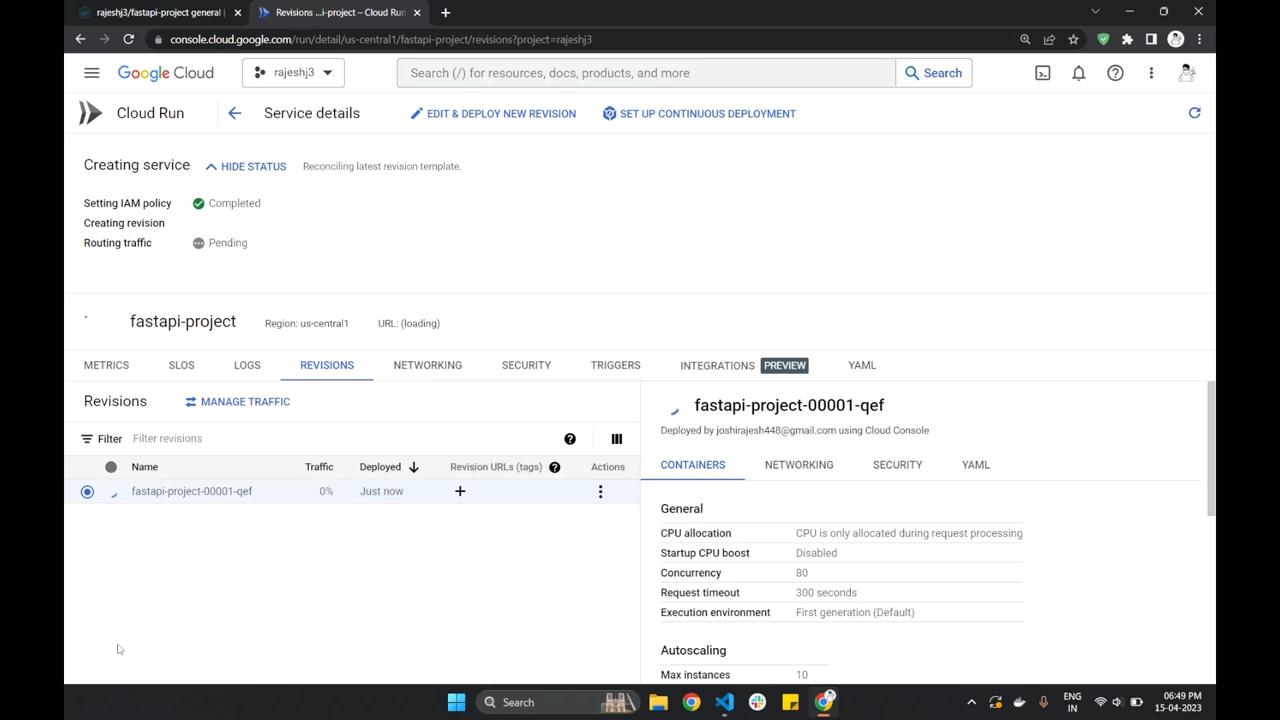 rajeshj3/fastapi-project general |
Revisions ...i-project – Cloud Run
console.cloud.google.com/run/detail/us-central1/fastapi-project/revisions?project=rajeshj3
Google Cloud
rajeshj3
Search (/) for resources, docs, products, and more
Search
Cloud Run
Service details
EDIT & DEPLOY NEW REVISION
SET UP CONTINUOUS DEPLOYMENT
Creating service
HIDE STATUS
Reconciling latest revision template.
Setting IAM policy Completed
Creating revision
Routing traffic Pending
fastapi-project
Region: us-central1
URL: (loading)
METRICS SLOS LOGS REVISIONS NETWORKING SECURITY TRIGGERS INTEGRATIONS PREVIEW YAML
Revisions
MANAGE TRAFFIC
Filter Filter revisions
Name Traffic Deployed Revision URLs (tags) Actions
fastapi-project-00001-qef 0% Just now
fastapi-project-00001-qef
Deployed by joshirajesh448@gmail.com using Cloud Console
CONTAINERS NETWORKING SECURITY YAML
General
CPU allocation CPU is only allocated during request processing
Startup CPU boost Disabled
Concurrency 80
Request timeout 300 seconds
Execution environment First generation (Default)
Autoscaling
Max instances 10
Search
ENG
IN
06:49 PM
15-04-2023